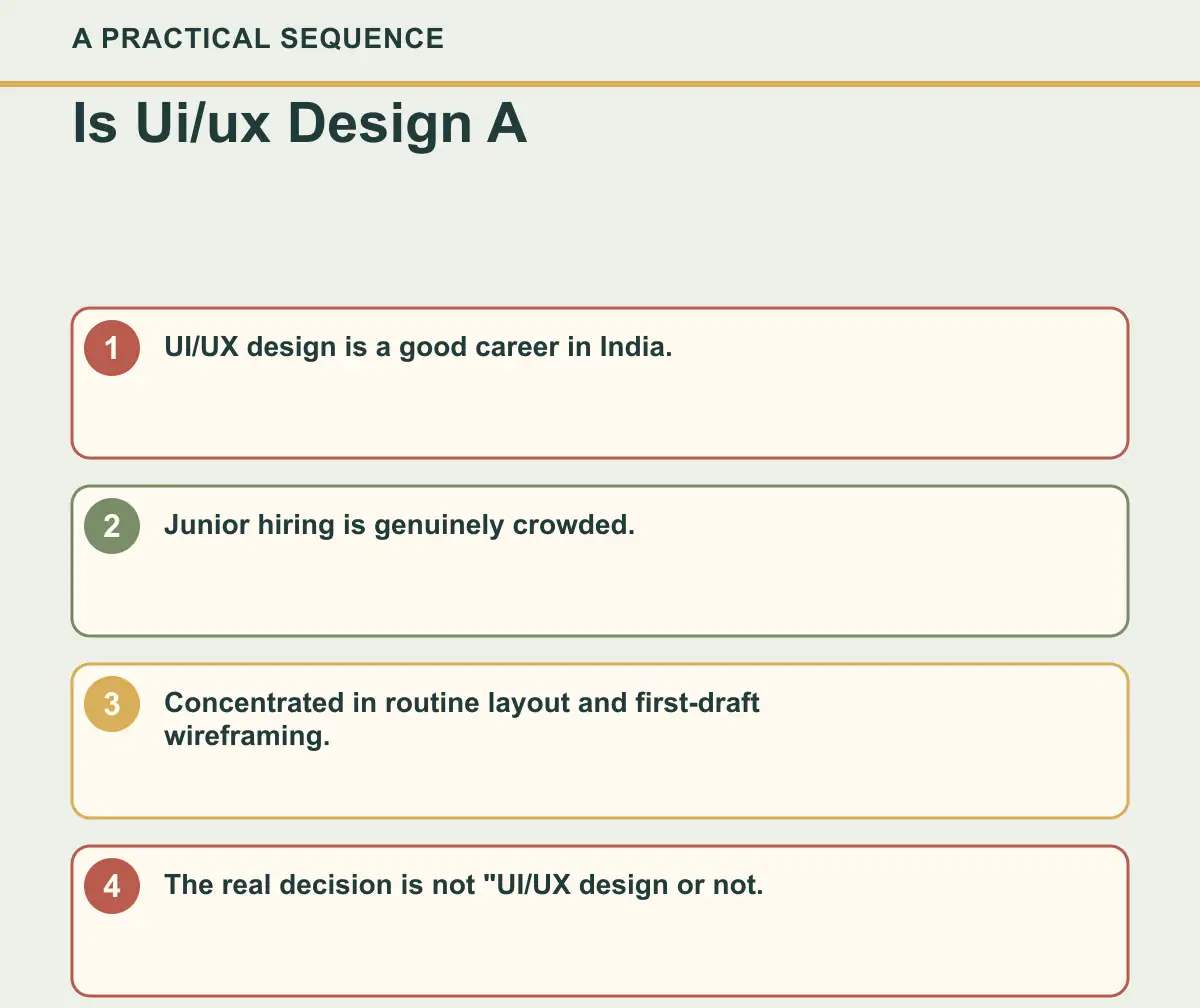 A PRACTICAL SEQUENCE
Is Ui/ux Design A
1 UI/UX design is a good career in India.
2 Junior hiring is genuinely crowded.
3 Concentrated in routine layout and first-draft
wireframing.
4 The real decision is not "UI/UX design or not.